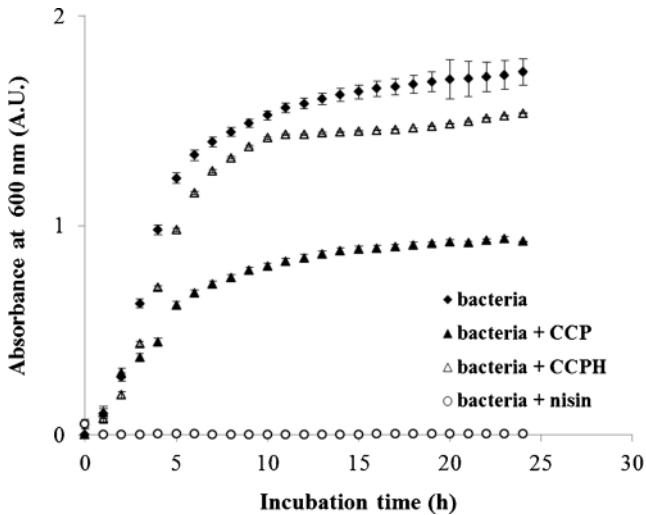 2
1
0
0
5
10
15
20
25
30
Absorbance at 600 nm (A.U.)
Incubation time (h)
bacteria
bacteria + CCP
bacteria + CCPH
bacteria + nisin